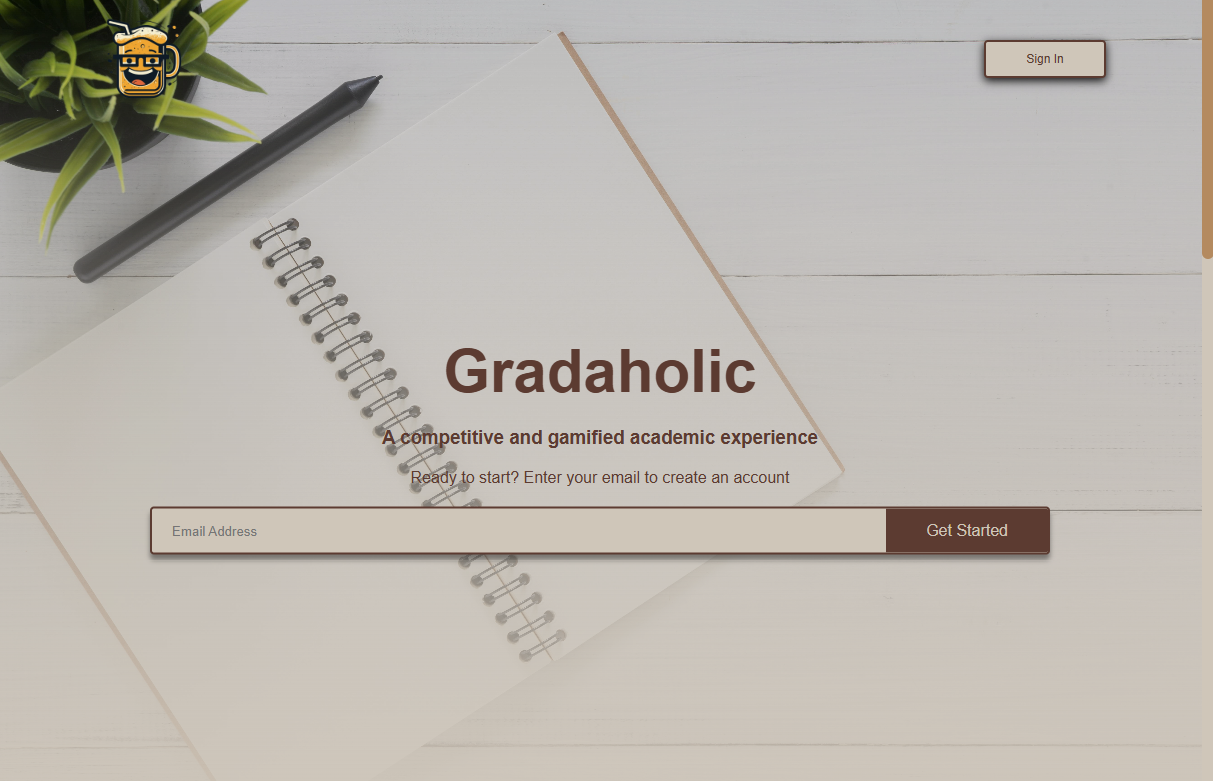 Sign In
Gradaholic
A competitive and gamified academic experience
Ready to start? Enter your email to create an account
Email Address
Get Started